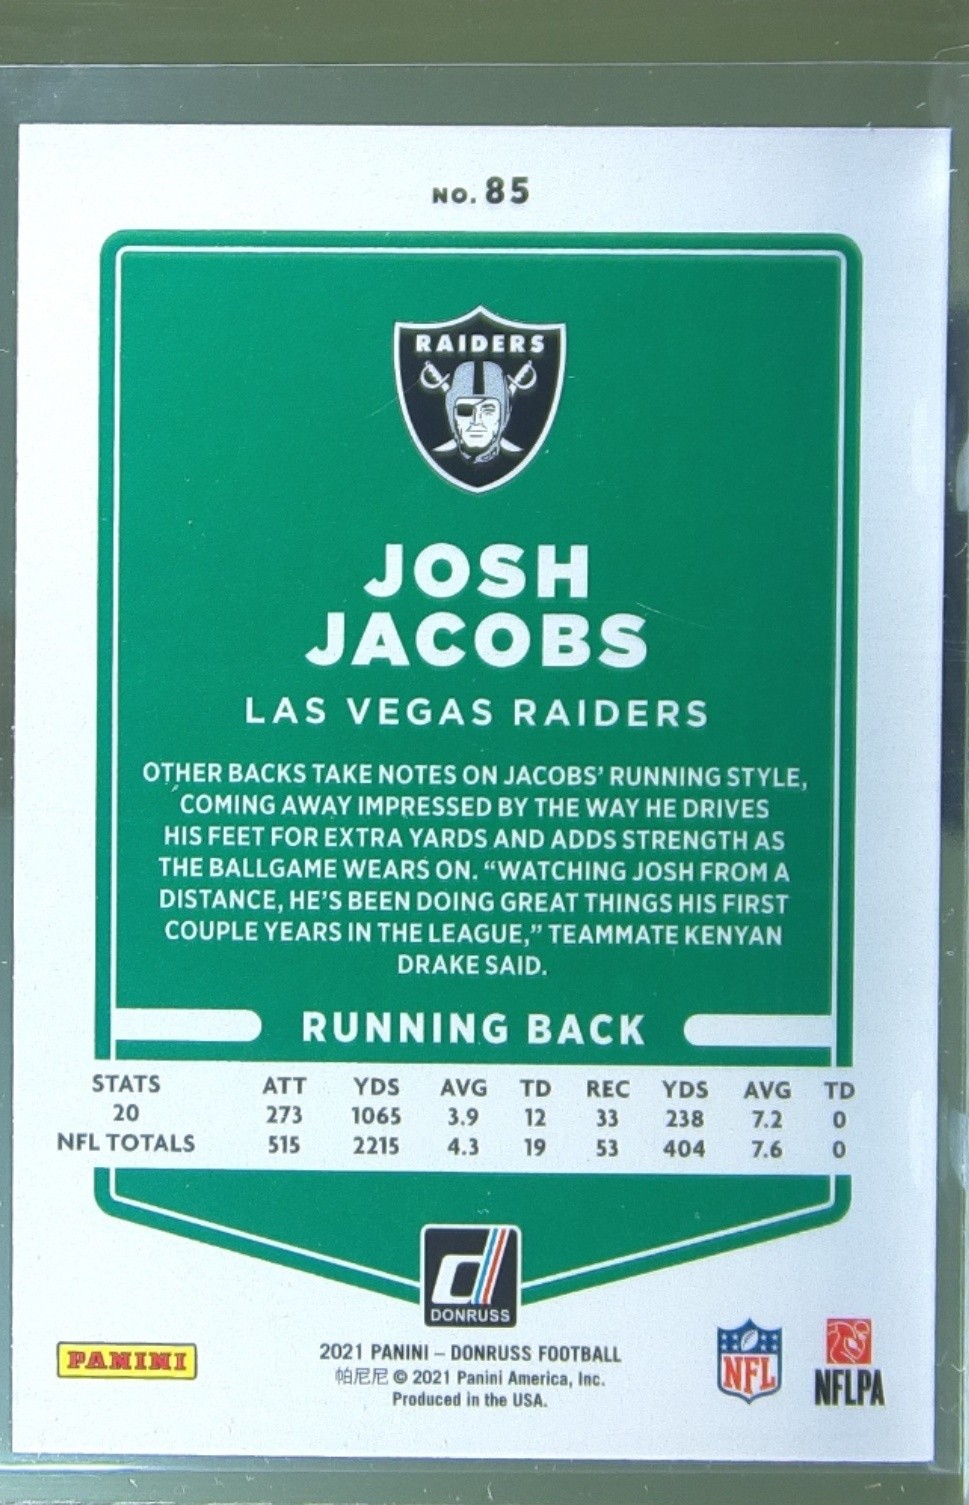 NO. 85
RAIDERS
JOSH
JACOBS
LAS VEGAS RAIDERS
OTHER BACKS TAKE NOTES ON JACOBS' RUNNING STYLE,
COMING AWAY IMPRESSED BY THE WAY HE DRIVES
HIS FEET FOR EXTRA YARDS AND ADDS STRENGTH AS
THE BALLGAME WEARS ON. “WATCHING JOSH FROM A
DISTANCE, HE'S BEEN DOING GREAT THINGS HIS FIRST
COUPLE YEARS IN THE LEAGUE,” TEAMMATE KENYAN
DRAKE SAID.
RUNNING BACK
STATS ATT YDS AVG TD REC YDS AVG TD
20 273 1065 3.9 12 33 238 7.2 0
NFL TOTALS 515 2215 4.3 19 53 404 7.6 0
d
DONRUSS
PANINI
2021 PANINI – DONRUSS FOOTBALL
帕尼尼 © 2021 Panini America, Inc.
Produced in the USA.
NFL
NFLPA